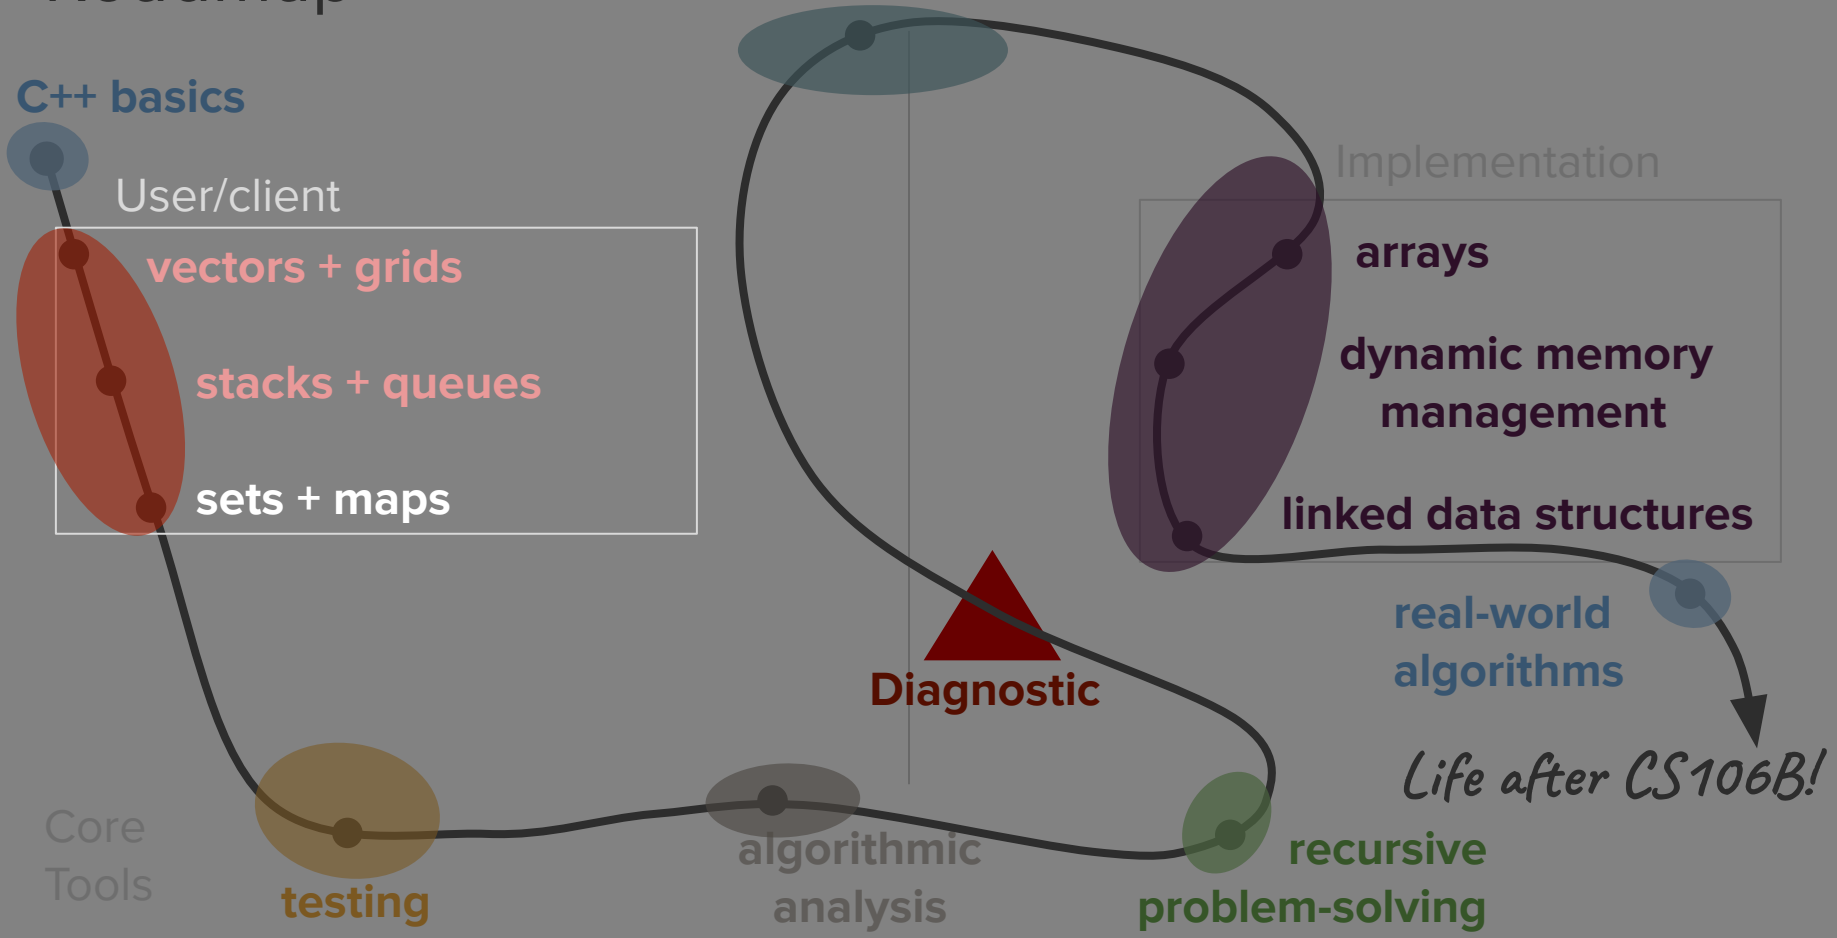 Roadmap
C++ basics
User/client
vectors + grids
stacks + queues
sets + maps
Core
Tools
testing
algorithmic
analysis
recursive
problem-solving
Diagnostic
Implementation
arrays
dynamic memory
management
linked data structures
real-world
algorithms
Life after CS106B!